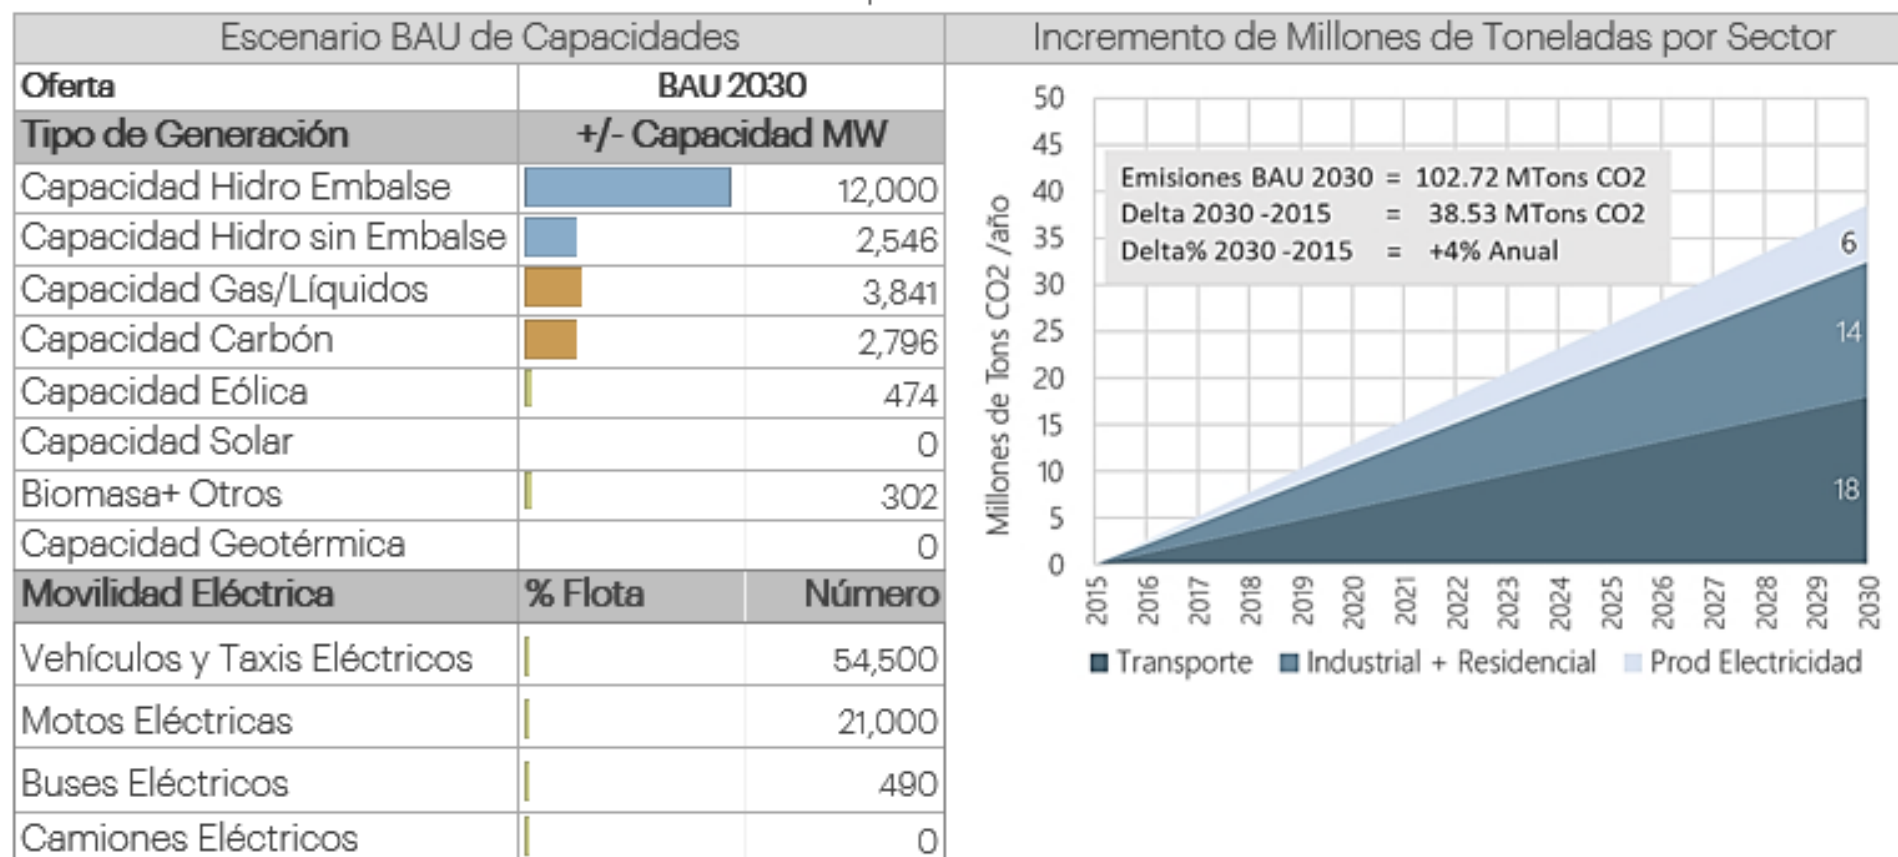 Escenario BAU de Capacidades
Oferta BAU 2030
Tipo de Generación +/- Capacidad MW
Capacidad Hidro Embalse 12,000
Capacidad Hidro sin Embalse 2,546
Capacidad Gas/Líquidos 3,841
Capacidad Carbón 2,796
Capacidad Eólica 474
Capacidad Solar 0
Biomasa+ Otros 302
Capacidad Geotérmica 0
Movilidad Eléctrica % Flota Número
Vehículos y Taxis Eléctricos 54,500
Motos Eléctricas 21,000
Buses Eléctricos 490
Camiones Eléctricos 0
Incremento de Millones de Toneladas por Sector
Millones de Tons CO2 /año
50
45
40
35
30
25
20
15
10
5
0
Emisiones BAU 2030 = 102.72 MTons CO2
Delta 2030 -2015 = 38.53 MTons CO2
Delta% 2030 -2015 = +4% Anual
6
14
18
2015 2016 2017 2018 2019 2020 2021 2022 2023 2024 2025 2026 2027 2028 2029 2030
Transporte Industrial + Residencial Prod Electricidad